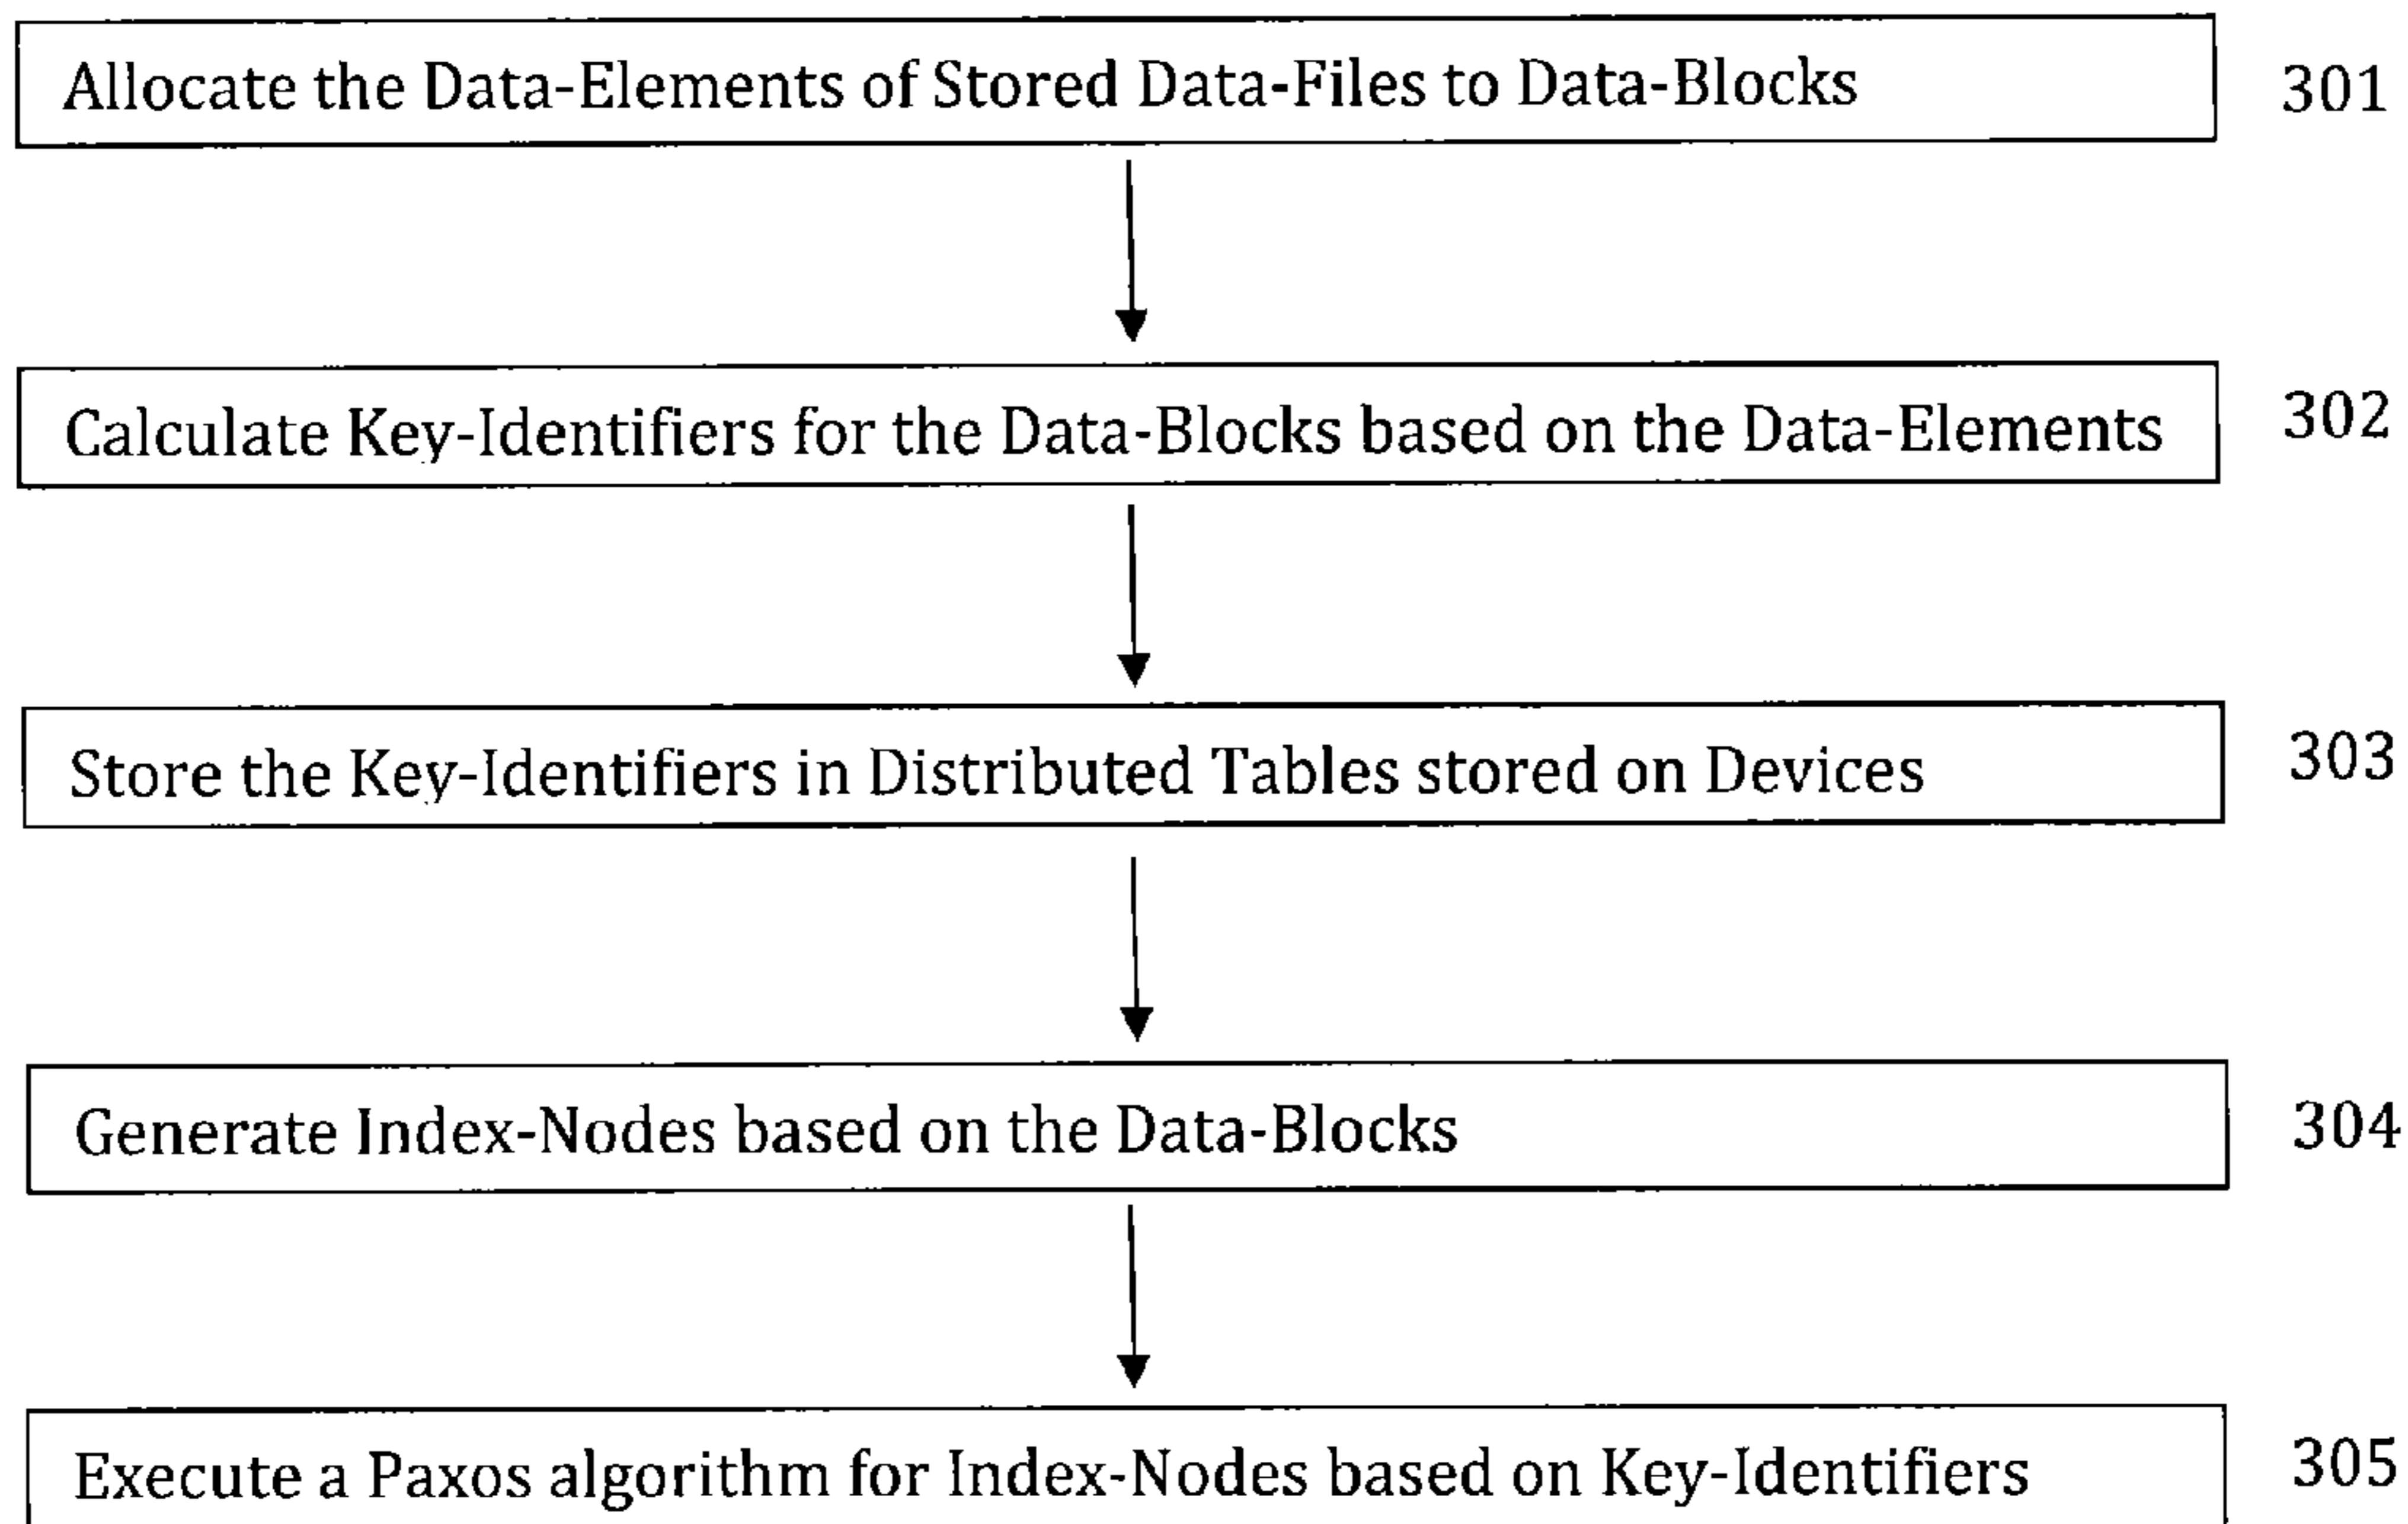 Allocate the Data-Elements of Stored Data-Files to Data-Blocks 301
Calculate Key-Identifiers for the Data-Blocks based on the Data-Elements 302
Store the Key-Identifiers in Distributed Tables stored on Devices 303
Generate Index-Nodes based on the Data-Blocks 304
Execute a Paxos algorithm for Index-Nodes based on Key-Identifiers 305